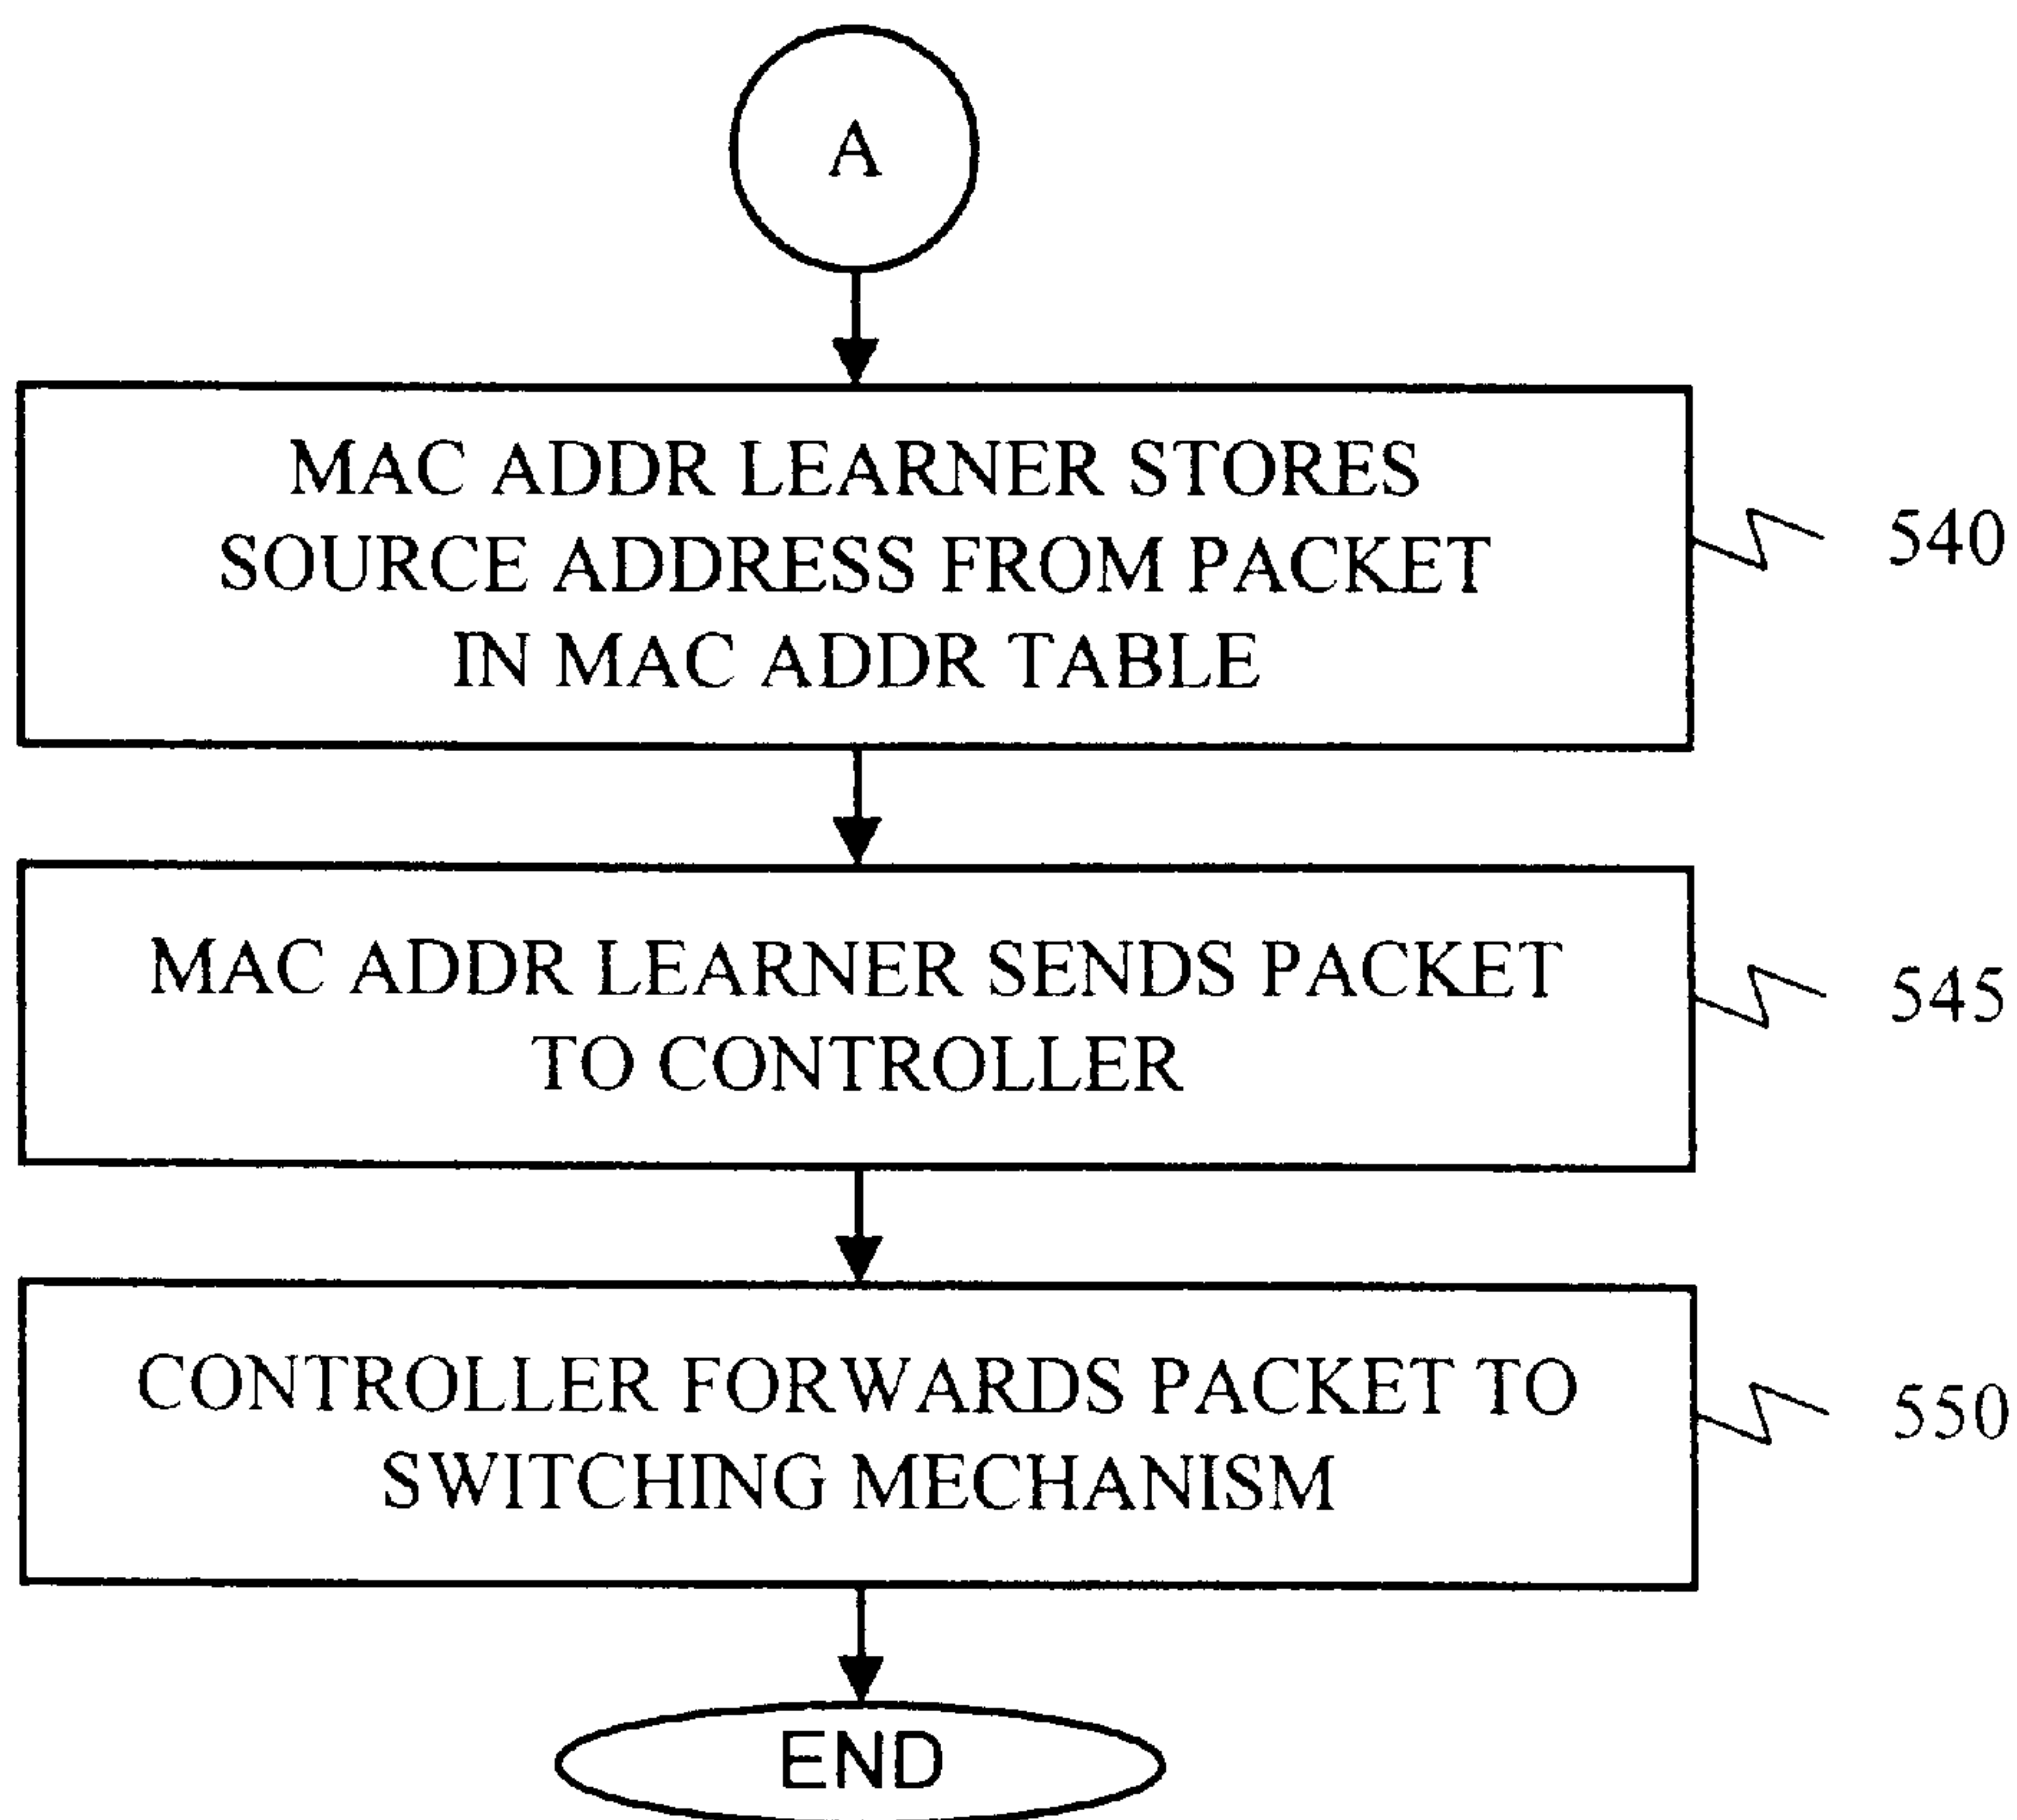 A
MAC ADDR LEARNER STORES
SOURCE ADDRESS FROM PACKET
IN MAC ADDR TABLE
540
MAC ADDR LEARNER SENDS PACKET
TO CONTROLLER
545
CONTROLLER FORWARDS PACKET TO
SWITCHING MECHANISM
550
END